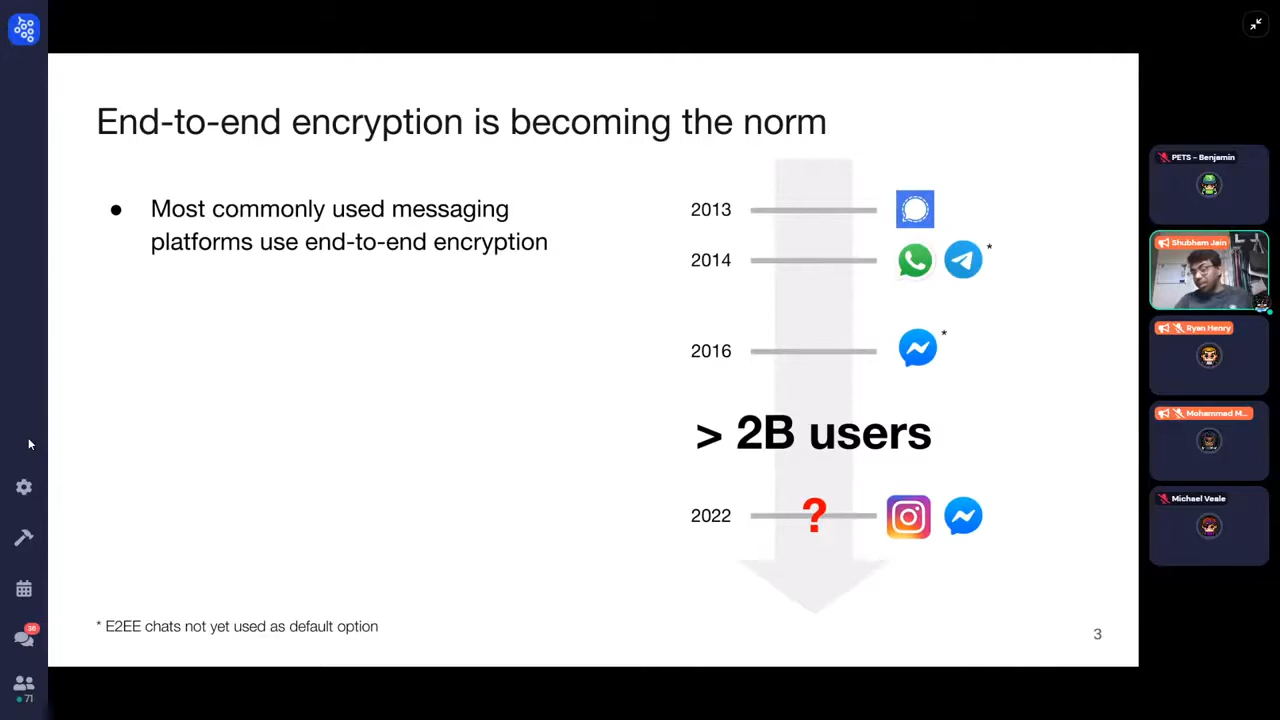 End-to-end encryption is becoming the norm
● Most commonly used messaging
platforms use end-to-end encryption
2013
2014
*
2016
*
> 2B users
2022
?
* E2EE chats not yet used as default option
3
PETS - Benjamin
Shubham Jain
Ryan Henry
Mohammad M...
Michael Veale
36
71